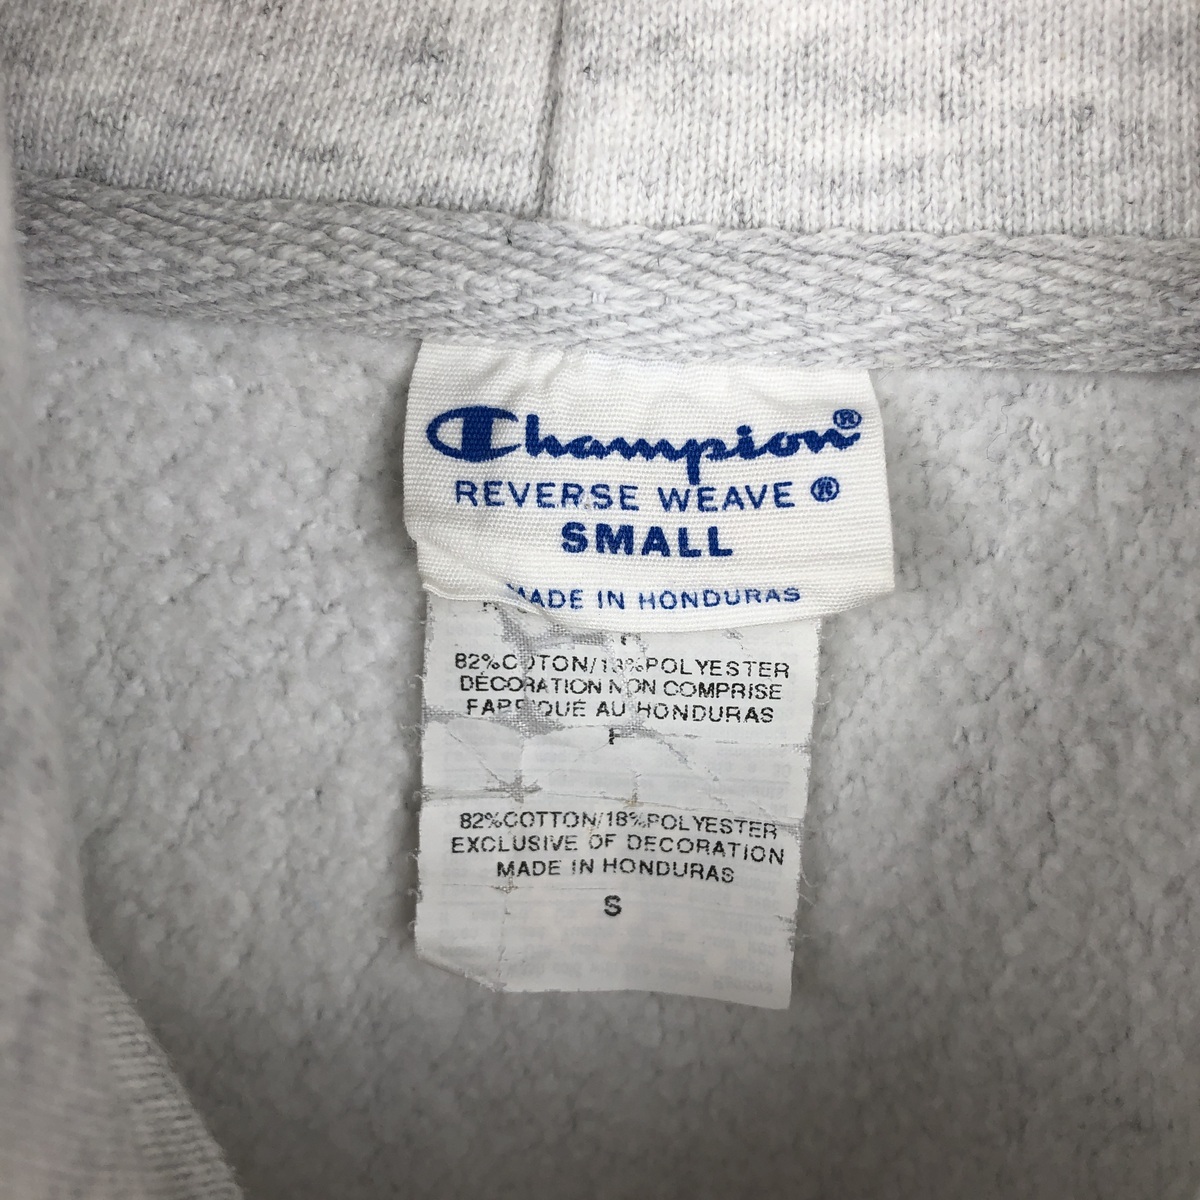 Champion®
REVERSE WEAVE ®
SMALL
MADE IN HONDURAS
82%COTON/18%POLYESTER
DÉCORATION NON COMPRISE
FABRIQUÉ AU HONDURAS
82%COTTON/18%POLYESTER
EXCLUSIVE OF DECORATION
MADE IN HONDURAS
S